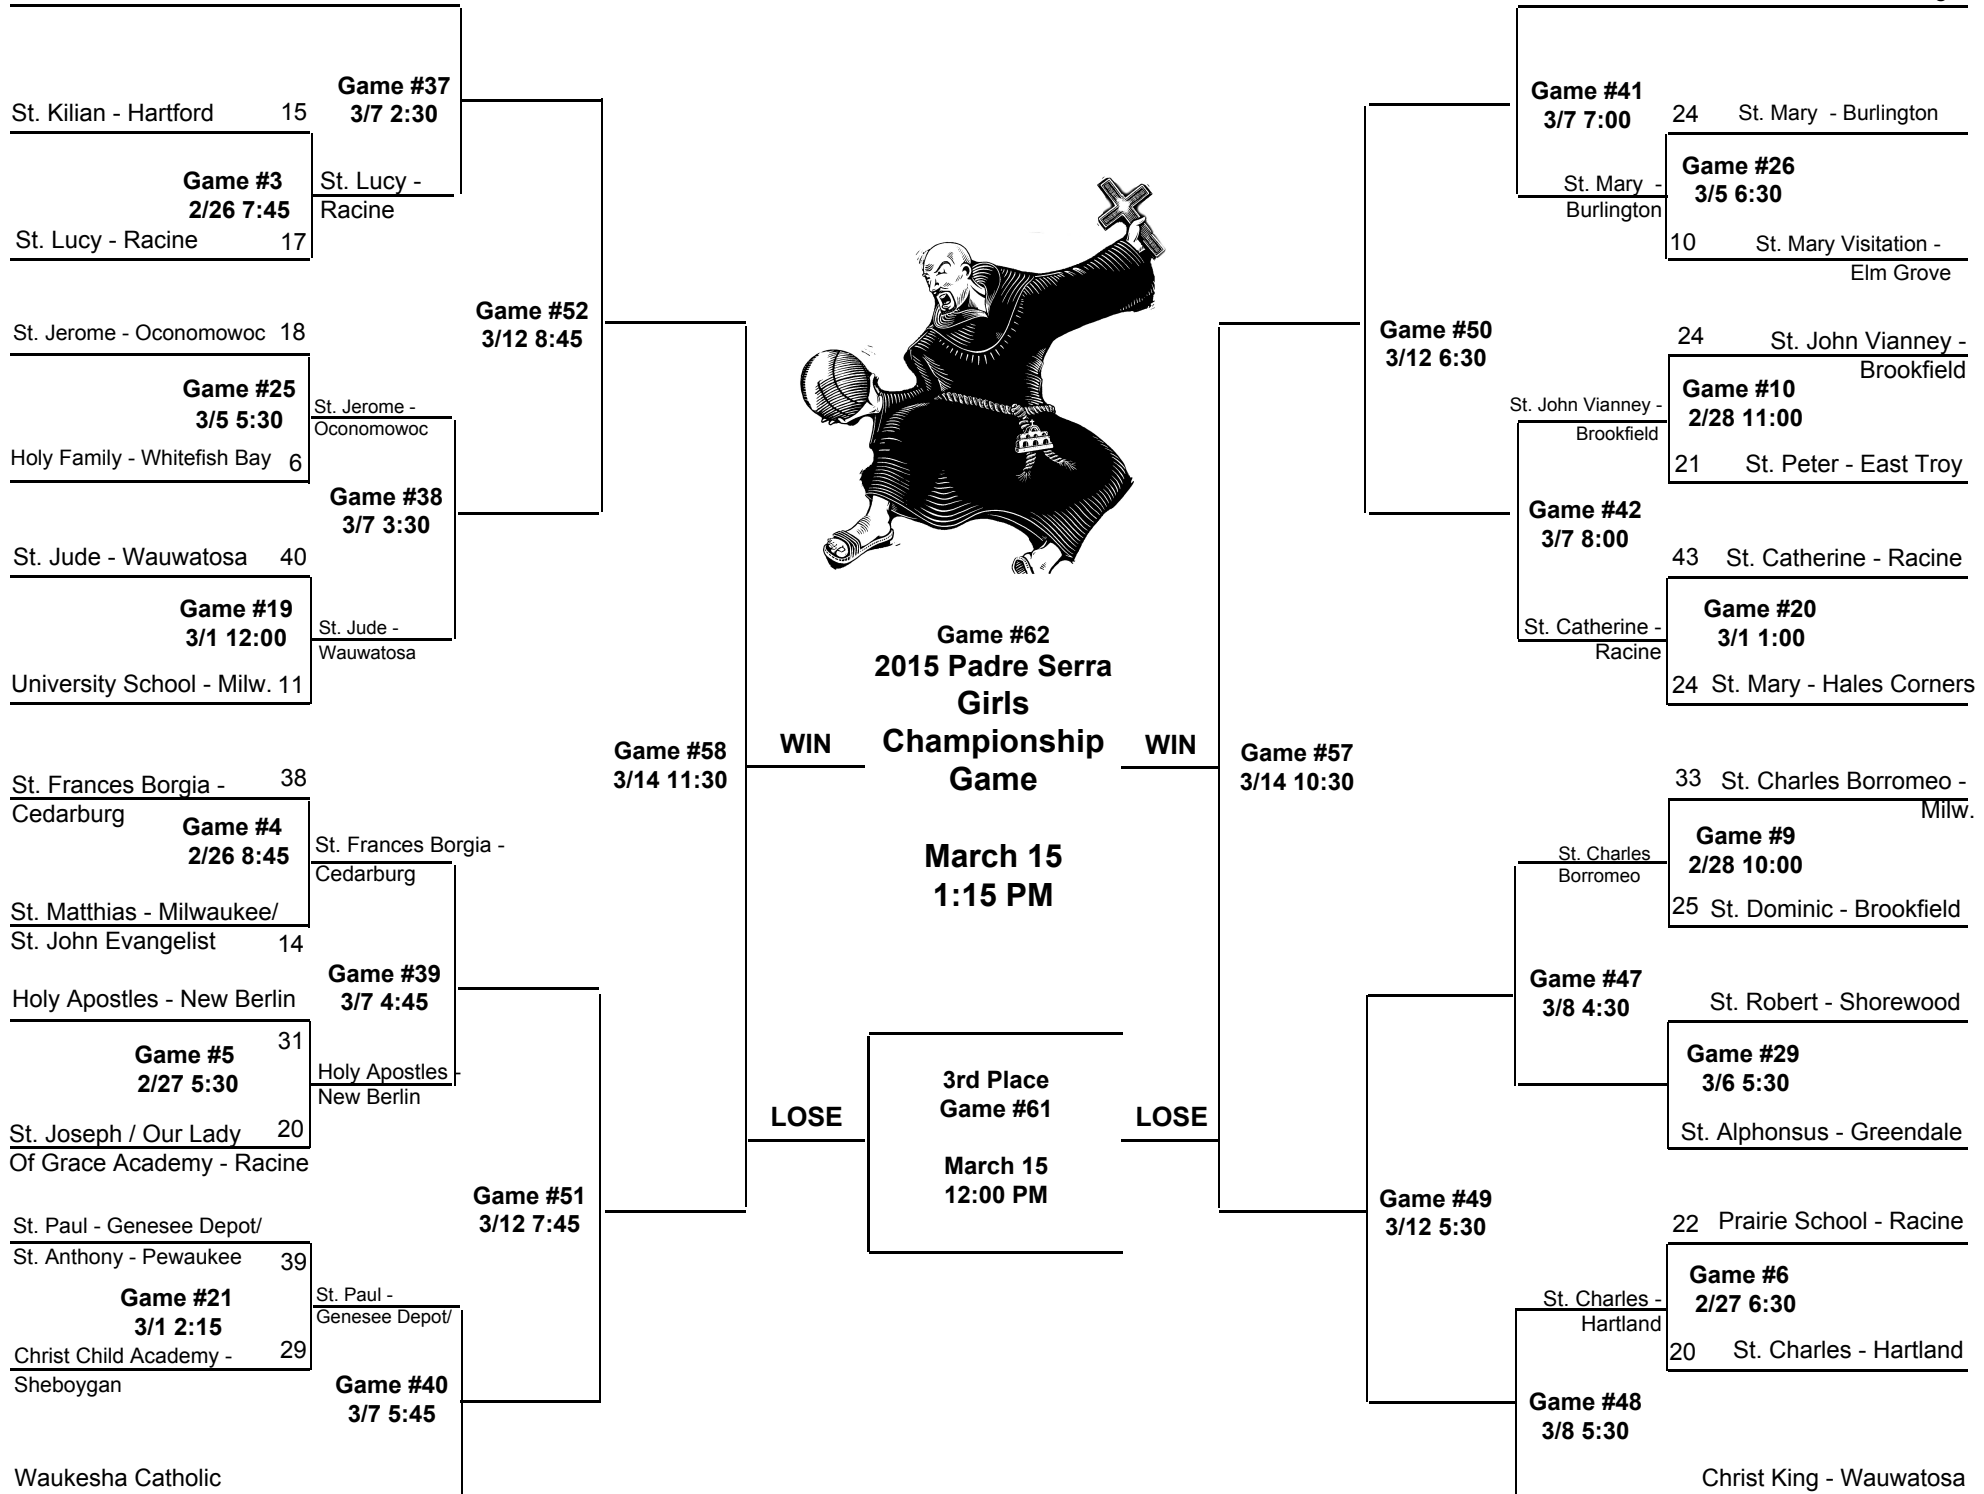 Game #37
3/7 2:30
St. Kilian - Hartford 15
Game #3
2/26 7:45
St. Lucy - Racine 17
St. Lucy -
Racine
St. Jerome - Oconomowoc 18
Game #25
3/5 5:30
Holy Family - Whitefish Bay 6
St. Jerome -
Oconomowoc
Game #38
3/7 3:30
St. Jude - Wauwatosa 40
Game #19
3/1 12:00
University School - Milw. 11
St. Jude -
Wauwatosa
Game #52
3/12 8:45
St. Frances Borgia - 38
Cedarburg
Game #4
2/26 8:45
St. Matthias - Milwaukee/
St. John Evangelist 14
St. Frances Borgia -
Cedarburg
Game #39
3/7 4:45
Holy Apostles - New Berlin
31
Game #5
2/27 5:30
St. Joseph / Our Lady 20
Of Grace Academy - Racine
Holy Apostles -
New Berlin
St. Paul - Genesee Depot/
St. Anthony - Pewaukee 39
Game #21
3/1 2:15
Christ Child Academy - 29
Sheboygan
St. Paul -
Genesee Depot/
Game #40
3/7 5:45
Waukesha Catholic
Game #51
3/12 7:45
Game #58
3/14 11:30
WIN
LOSE
Game #62
2015 Padre Serra
Girls
Championship
Game
March 15
1:15 PM
3rd Place
Game #61
March 15
12:00 PM
WIN
LOSE
Game #57
3/14 10:30
Game #50
3/12 6:30
Game #41
3/7 7:00
24 St. Mary - Burlington
Game #26
3/5 6:30
St. Mary -
Burlington
10 St. Mary Visitation -
Elm Grove
24 St. John Vianney -
Brookfield
Game #10
2/28 11:00
St. John Vianney -
Brookfield
21 St. Peter - East Troy
Game #42
3/7 8:00
43 St. Catherine - Racine
Game #20
3/1 1:00
St. Catherine -
Racine
24 St. Mary - Hales Corners
33 St. Charles Borromeo -
Milw.
Game #9
2/28 10:00
St. Charles
Borromeo
25 St. Dominic - Brookfield
Game #47
3/8 4:30
St. Robert - Shorewood
Game #29
3/6 5:30
St. Alphonsus - Greendale
Game #49
3/12 5:30
22 Prairie School - Racine
Game #6
2/27 6:30
St. Charles -
Hartland
20 St. Charles - Hartland
Game #48
3/8 5:30
Christ King - Wauwatosa